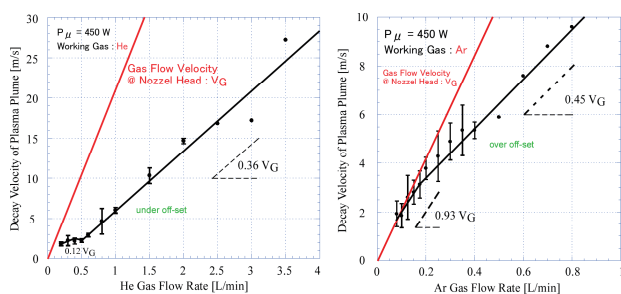 Pμ = 450 W
Working Gas : He
Gas Flow Velocity
@ Nozzel Head : VG
0.36 VG
under off-set
0.12 VG
Decay Velocity of Plasma Plume [m/s]
30
25
20
15
10
5
0
0
0.5
1
1.5
2
2.5
3
3.5
4
He Gas Flow Rate [L/min]
Pμ = 450 W
Working Gas : Ar
Gas Flow Velocity
@ Nozzel Head : VG
0.45 VG
over off-set
0.93 VG
Decay Velocity of Plasma Plume [m/s]
10
8
6
4
2
0
0
0.2
0.4
0.6
0.8
1
Ar Gas Flow Rate [L/min]